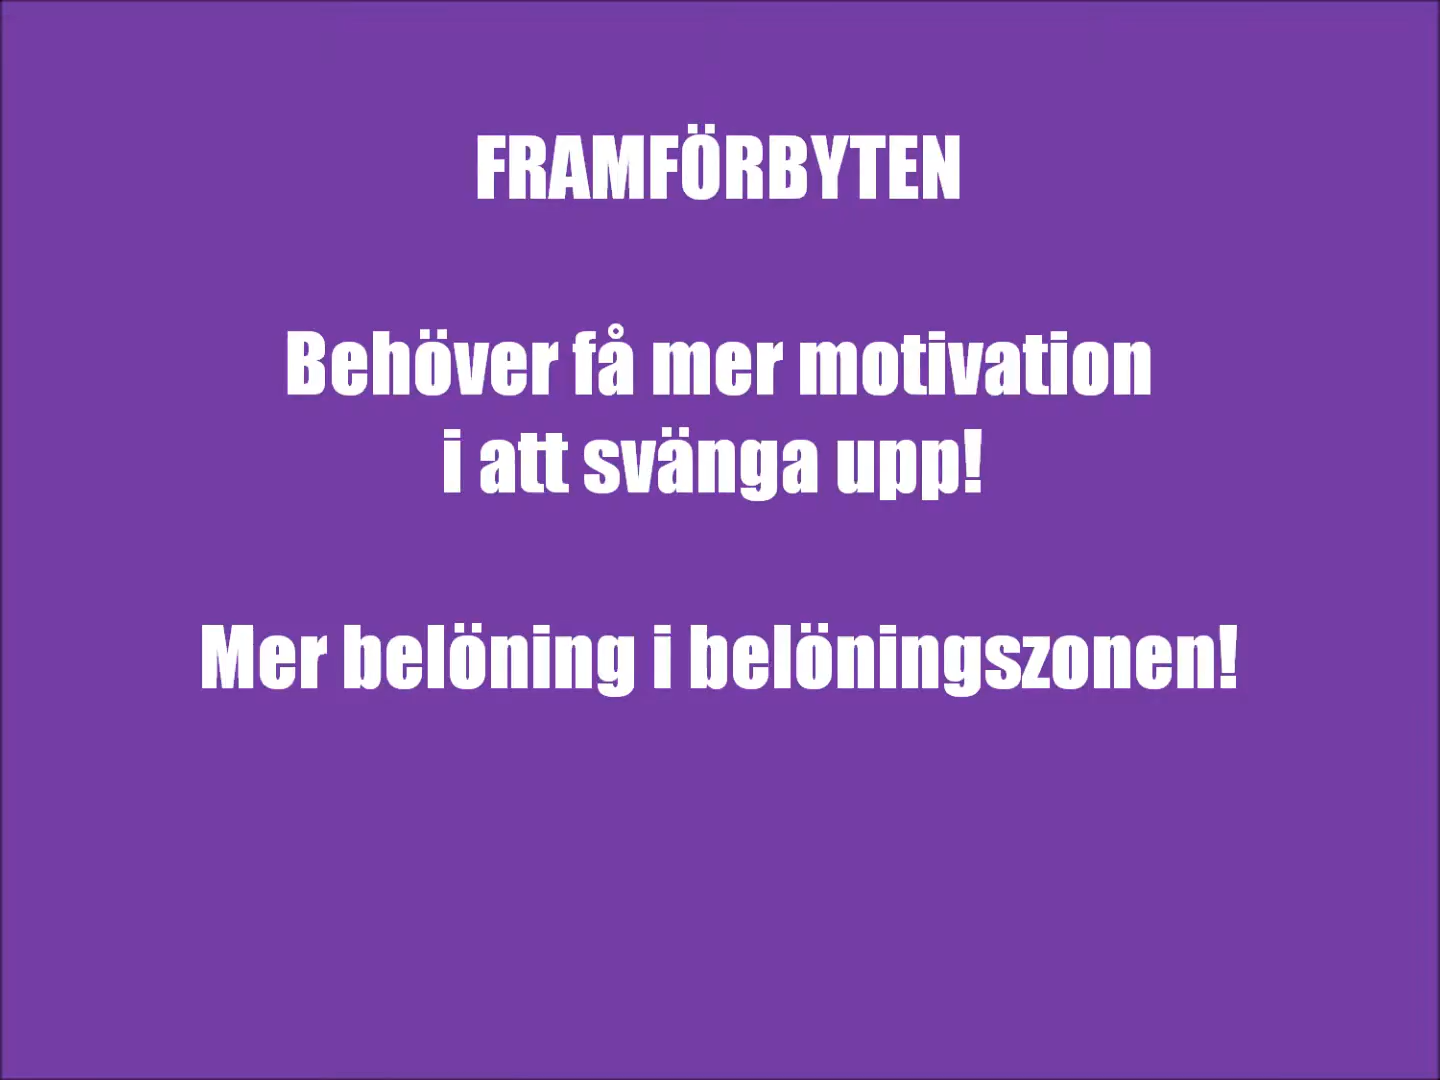 FRAMFÖRBYTEN
Behöver få mer motivation
i att svänga upp!
Mer belöning i belöningszonen!